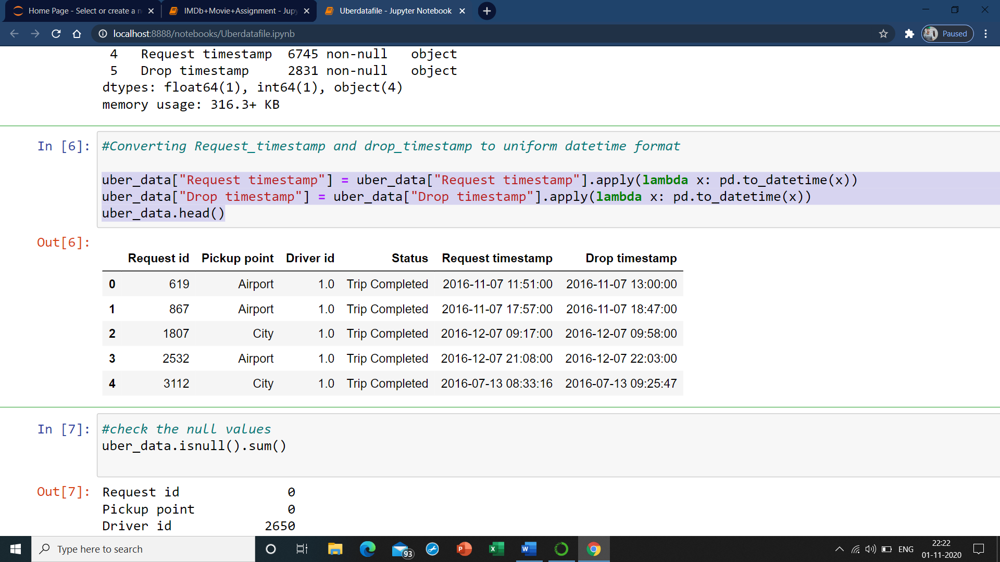 Home Page - Select or create a n
IMDb+Movie+Assignment - Jupy
Uberdatafile - Jupyter Notebook
localhost:8888/notebooks/Uberdatafile.ipynb
Paused
4 Request timestamp 6745 non-null object
5 Drop timestamp 2831 non-null object
dtypes: float64(1), int64(1), object(4)
memory usage: 316.3+ KB
In [6]: #Converting Request_timestamp and drop_timestamp to uniform datetime format
uber_data["Request timestamp"] = uber_data["Request timestamp"].apply(lambda x: pd.to_datetime(x))
uber_data["Drop timestamp"] = uber_data["Drop timestamp"].apply(lambda x: pd.to_datetime(x))
uber_data.head()
Out[6]:
Request id Pickup point Driver id Status Request timestamp Drop timestamp
0 619 Airport 1.0 Trip Completed 2016-11-07 11:51:00 2016-11-07 13:00:00
1 867 Airport 1.0 Trip Completed 2016-11-07 17:57:00 2016-11-07 18:47:00
2 1807 City 1.0 Trip Completed 2016-12-07 09:17:00 2016-12-07 09:58:00
3 2532 Airport 1.0 Trip Completed 2016-12-07 21:08:00 2016-12-07 22:03:00
4 3112 City 1.0 Trip Completed 2016-07-13 08:33:16 2016-07-13 09:25:47
In [7]: #check the null values
uber_data.isnull().sum()
Out[7]: Request id 0
Pickup point 0
Driver id 2650
Type here to search
93
ENG
22:22
01-11-2020